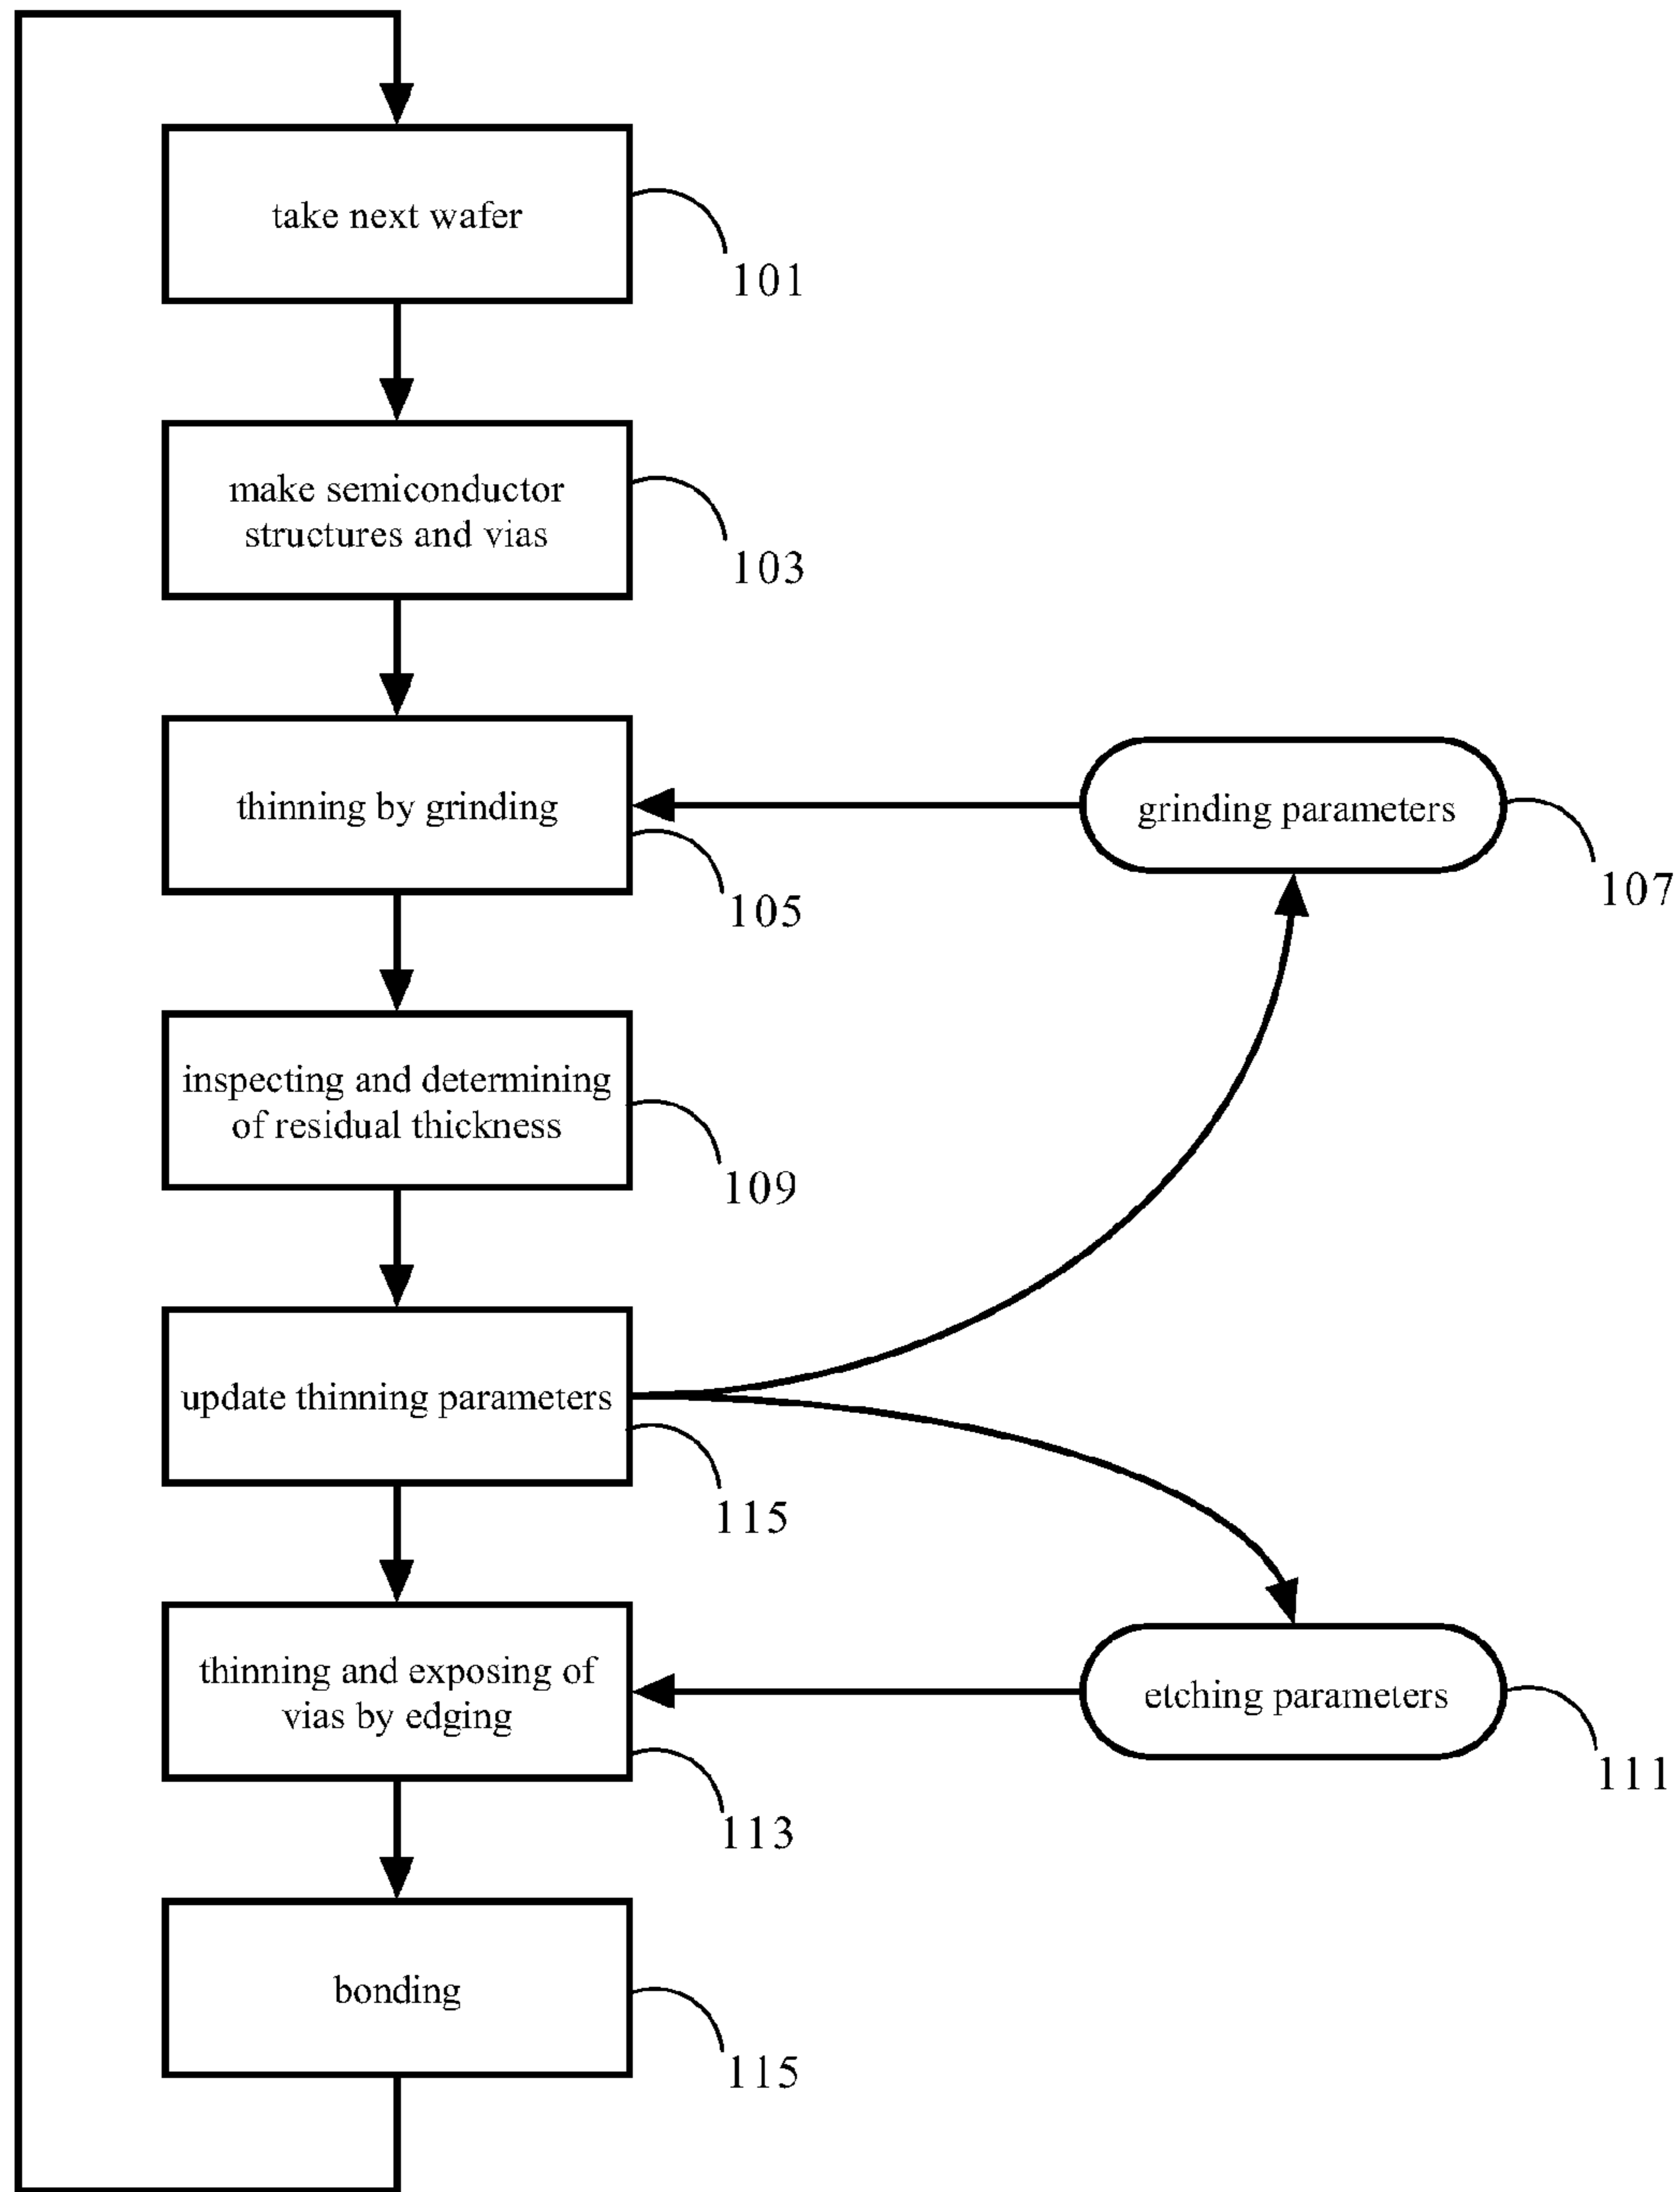 take next wafer
101
make semiconductor
structures and vias
103
thinning by grinding
105
grinding parameters
107
inspecting and determining
of residual thickness
109
update thinning parameters
115
thinning and exposing of
vias by edging
113
etching parameters
111
bonding
115